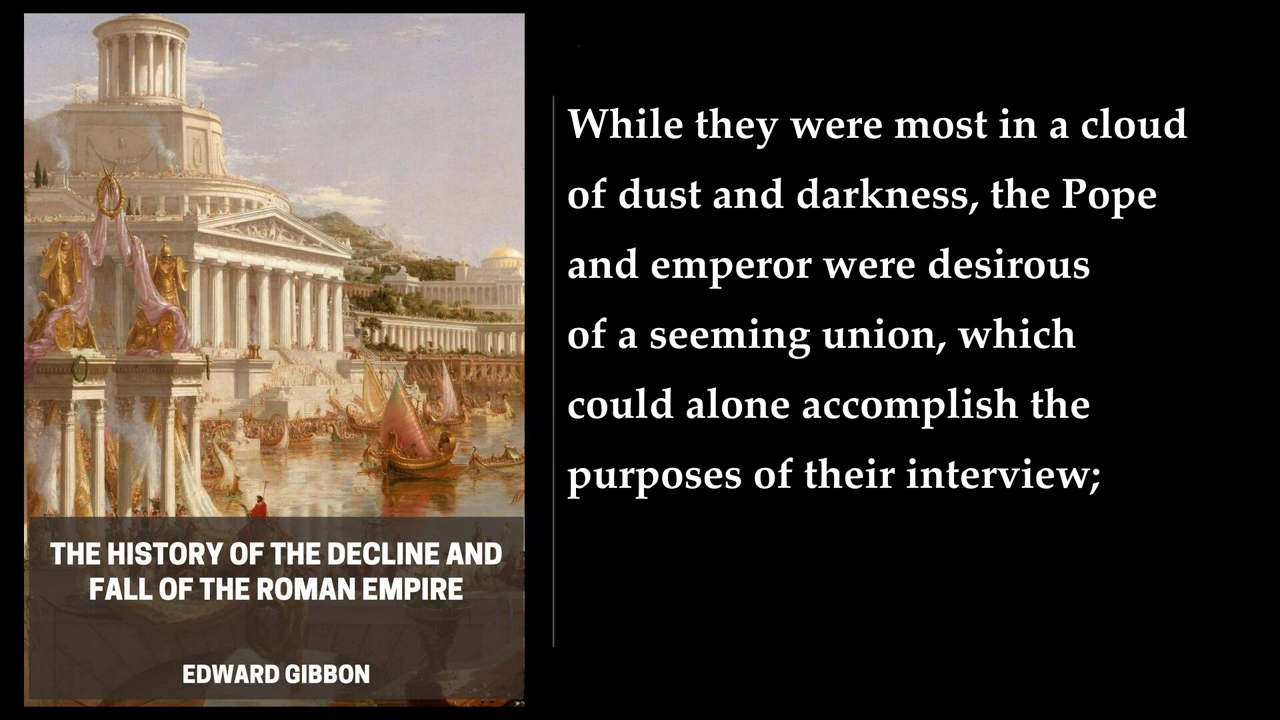 THE HISTORY OF THE DECLINE AND
FALL OF THE ROMAN EMPIRE
EDWARD GIBBON
While they were most in a cloud
of dust and darkness, the Pope
and emperor were desirous
of a seeming union, which
could alone accomplish the
purposes of their interview;